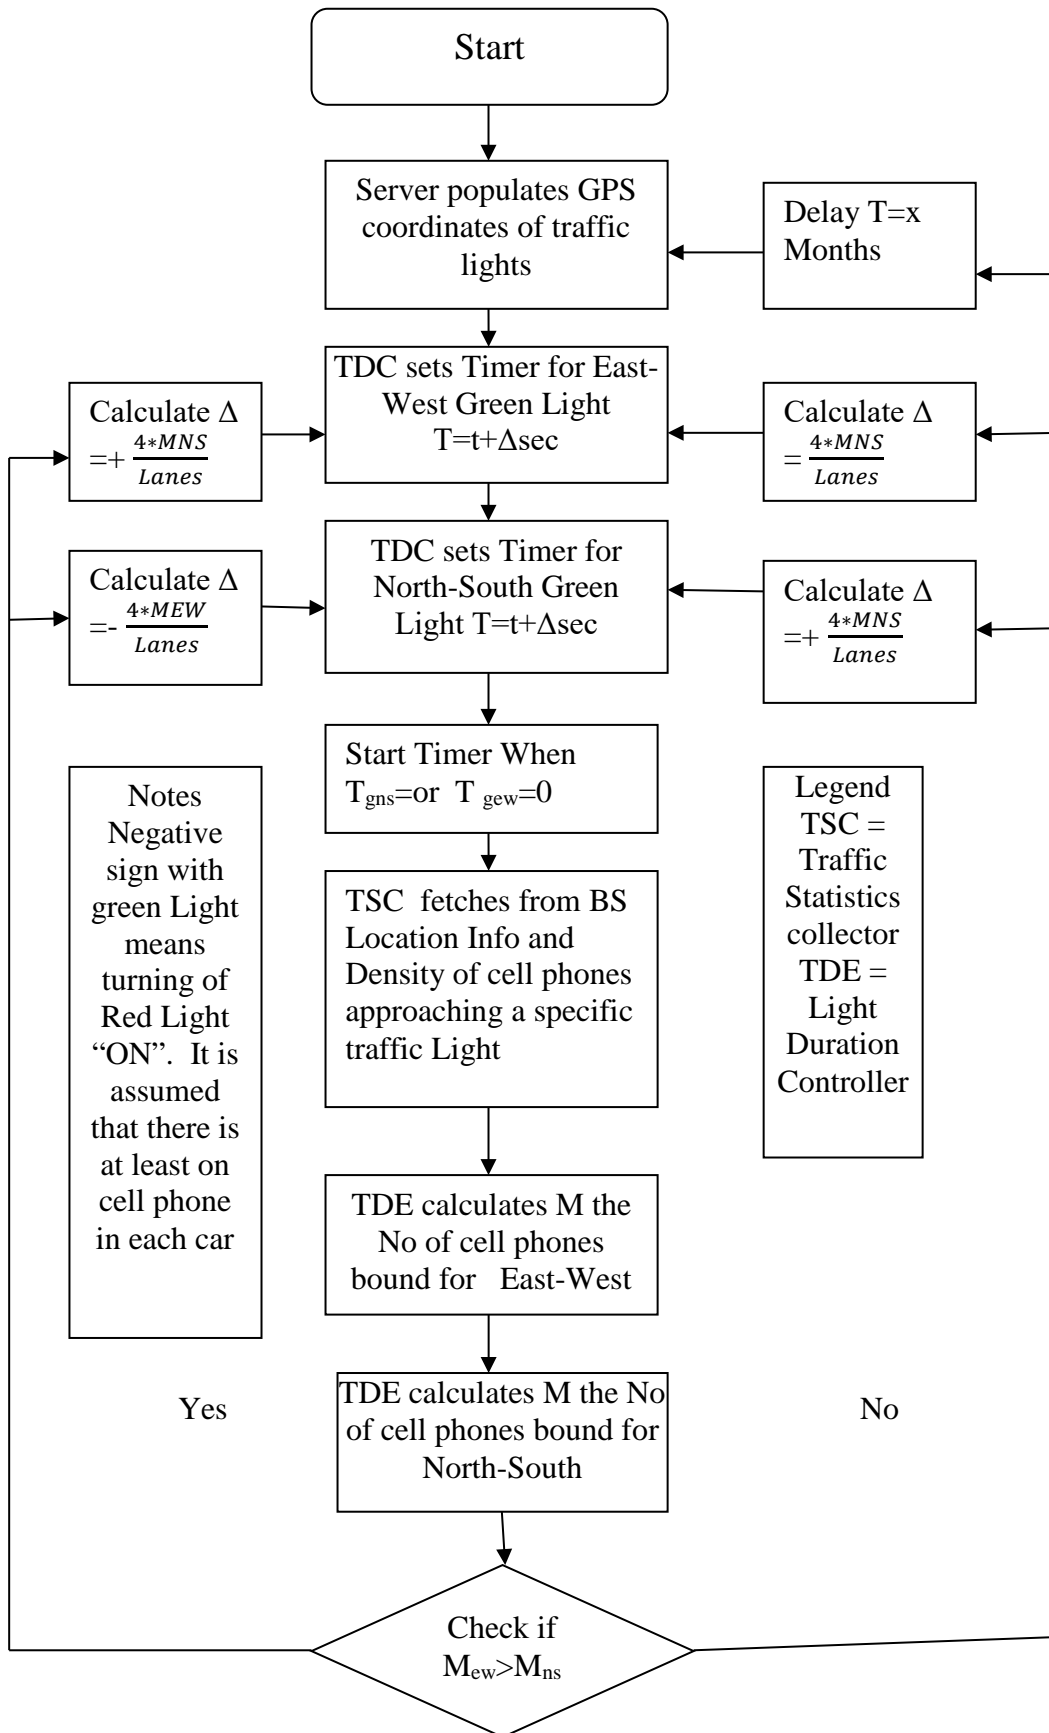 Start
Server populates GPS
coordinates of traffic
lights
Delay T=x
Months
TDC sets Timer for East-
West Green Light
T=t+Δsec
Calculate Δ
=+ 4*MNS/Lanes
Calculate Δ
= 4*MNS/Lanes
TDC sets Timer for
North-South Green
Light T=t+Δsec
Calculate Δ
=- 4*MEW/Lanes
Calculate Δ
=+ 4*MNS/Lanes
Start Timer When
Tgns=or T gew=0
Notes
Negative
sign with
green Light
means
turning of
Red Light
“ON”. It is
assumed
that there is
at least on
cell phone
in each car
Legend
TSC =
Traffic
Statistics
collector
TDE =
Light
Duration
Controller
TSC fetches from BS
Location Info and
Density of cell phones
approaching a specific
traffic Light
TDE calculates M the
No of cell phones
bound for East-West
TDE calculates M the No
of cell phones bound for
North-South
Yes
No
Check if
Mew>Mns